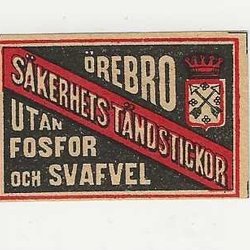 ÖREBRO
SÄKERHETS TÄNDSTICKOR
UTAN
FOSFOR
OCH SVAFVEL